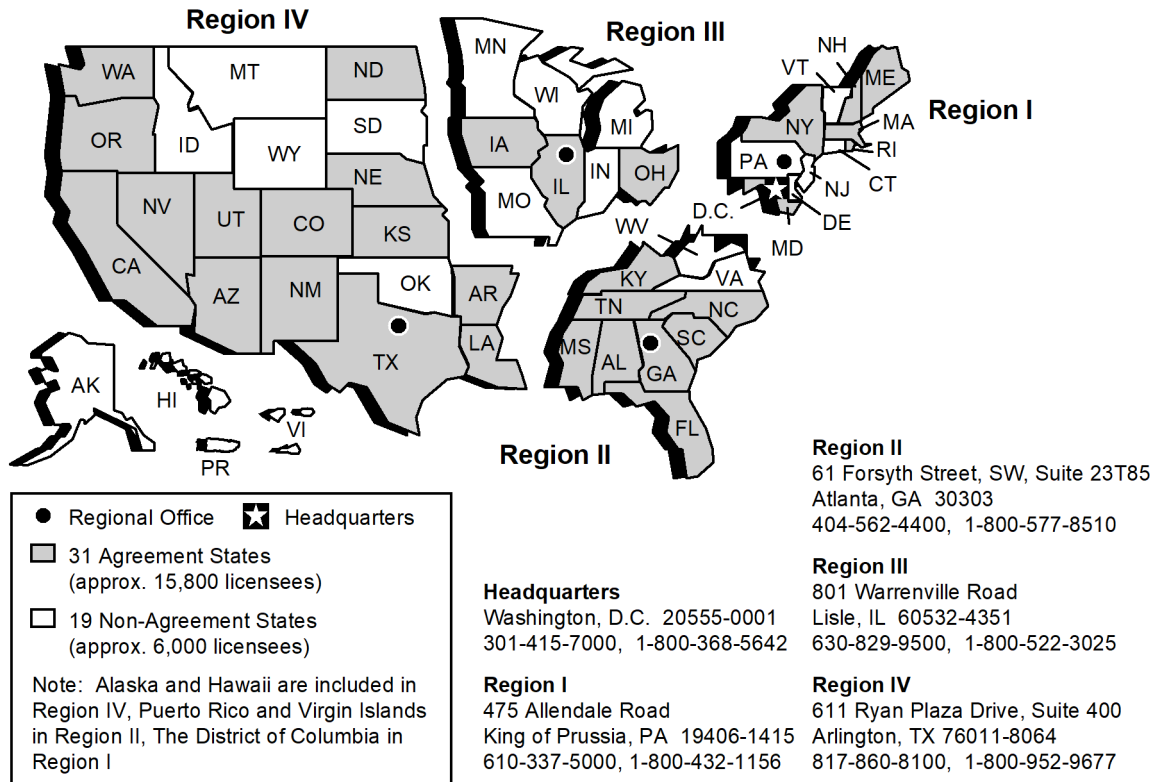 Region IV
Region III
Region I
Region II
WA
MT
ND
OR
ID
SD
WY
NE
NV
UT
CO
KS
CA
AZ
NM
OK
AR
TX
LA
AK
HI
VI
PR
MN
WI
MI
IA
IL
IN
OH
MO
NH
VT
ME
NY
MA
RI
CT
PA
NJ
DE
MD
D.C.
WV
VA
KY
TN
NC
SC
MS
AL
GA
FL
Regional Office
Headquarters
31 Agreement States
(approx. 15,800 licensees)
19 Non-Agreement States
(approx. 6,000 licensees)
Note: Alaska and Hawaii are included in
Region IV, Puerto Rico and Virgin Islands
in Region II, The District of Columbia in
Region I
Headquarters
Washington, D.C. 20555-0001
301-415-7000, 1-800-368-5642
Region I
475 Allendale Road
King of Prussia, PA 19406-1415
610-337-5000, 1-800-432-1156
Region II
61 Forsyth Street, SW, Suite 23T85
Atlanta, GA 30303
404-562-4400, 1-800-577-8510
Region III
801 Warrenville Road
Lisle, IL 60532-4351
630-829-9500, 1-800-522-3025
Region IV
611 Ryan Plaza Drive, Suite 400
Arlington, TX 76011-8064
817-860-8100, 1-800-952-9677